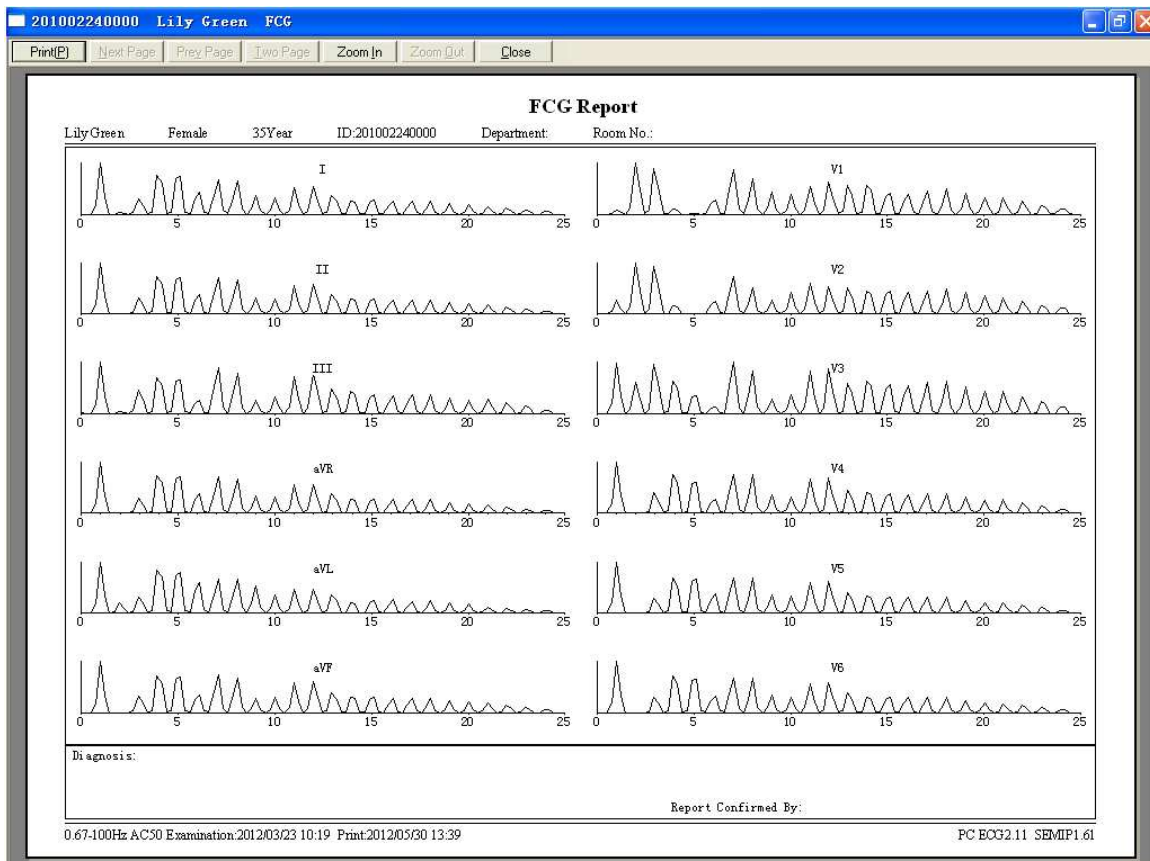 201002240000 Lily Green FCG
Print(P) Next Page Prev Page Two Page Zoom In Zoom Out Close
FCG Report
Lily Green Female 35Year ID:201002240000 Department: Room No.:
I
0 5 10 15 20 25
V1
0 5 10 15 20 25
II
0 5 10 15 20 25
V2
0 5 10 15 20 25
III
0 5 10 15 20 25
V3
0 5 10 15 20 25
aVR
0 5 10 15 20 25
V4
0 5 10 15 20 25
aVL
0 5 10 15 20 25
V5
0 5 10 15 20 25
aVF
0 5 10 15 20 25
V6
0 5 10 15 20 25
Diagnosis:
Report Confirmed By:
0.67-100Hz AC50 Examination:2012/03/23 10:19 Print:2012/05/30 13:39 PC ECG2.11 SEMIP1.61